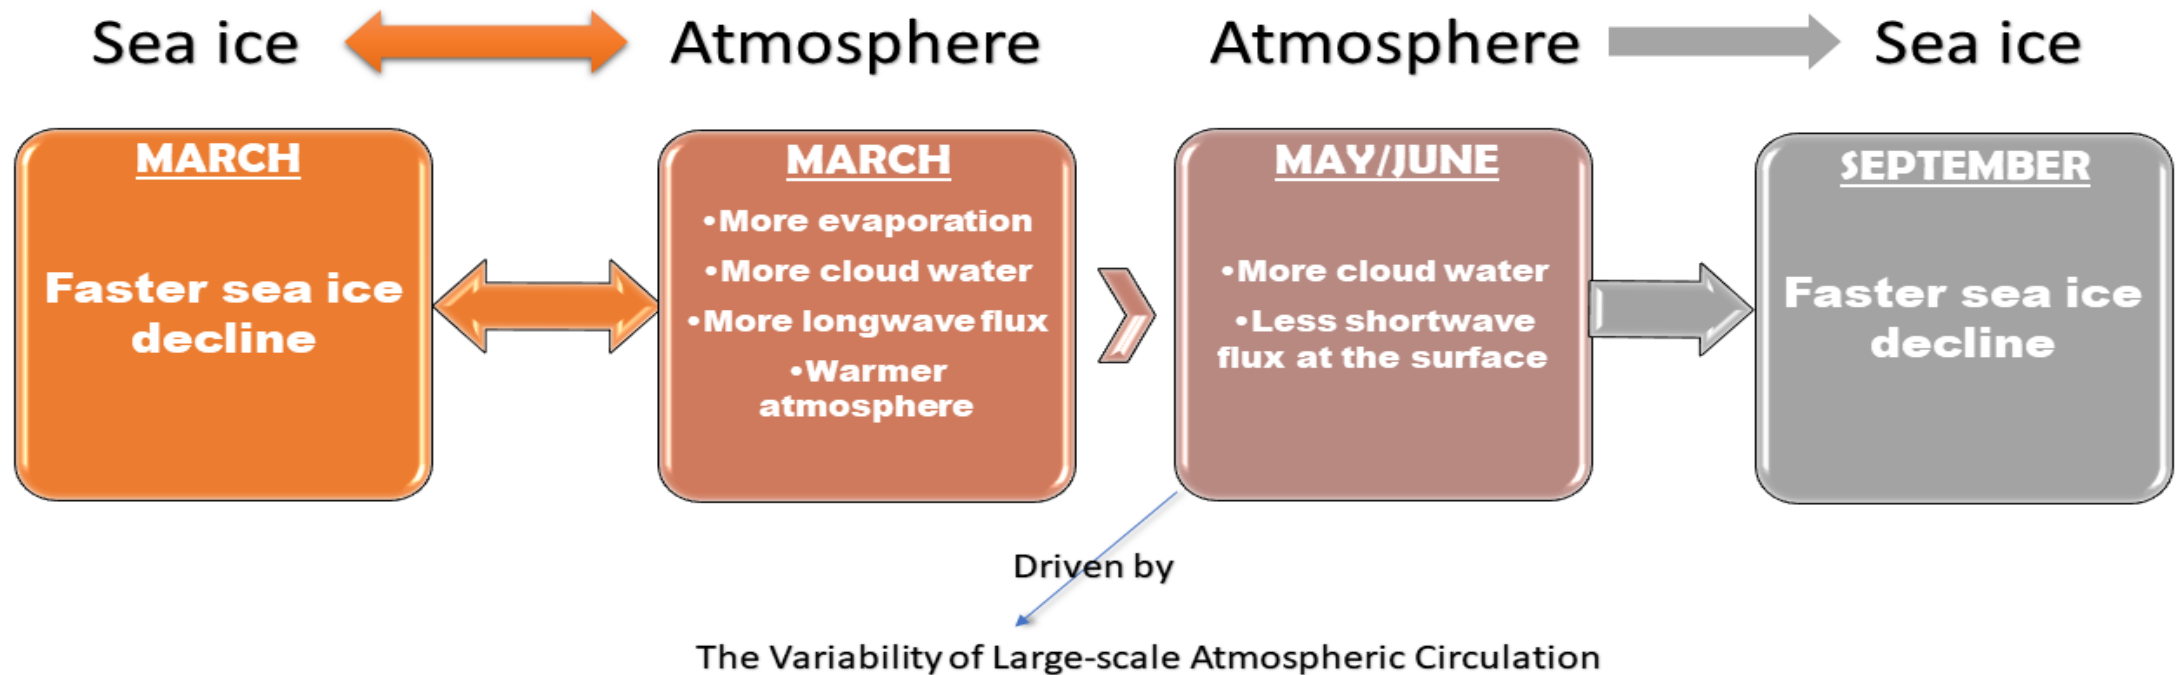 Sea ice
Atmosphere
Atmosphere
Sea ice
MARCH
Faster sea ice
decline
MARCH
•More evaporation
•More cloud water
•More longwave flux
•Warmer
atmosphere
MAY/JUNE
•More cloud water
•Less shortwave
flux at the surface
SEPTEMBER
Faster sea ice
decline
Driven by
The Variability of Large-scale Atmospheric Circulation